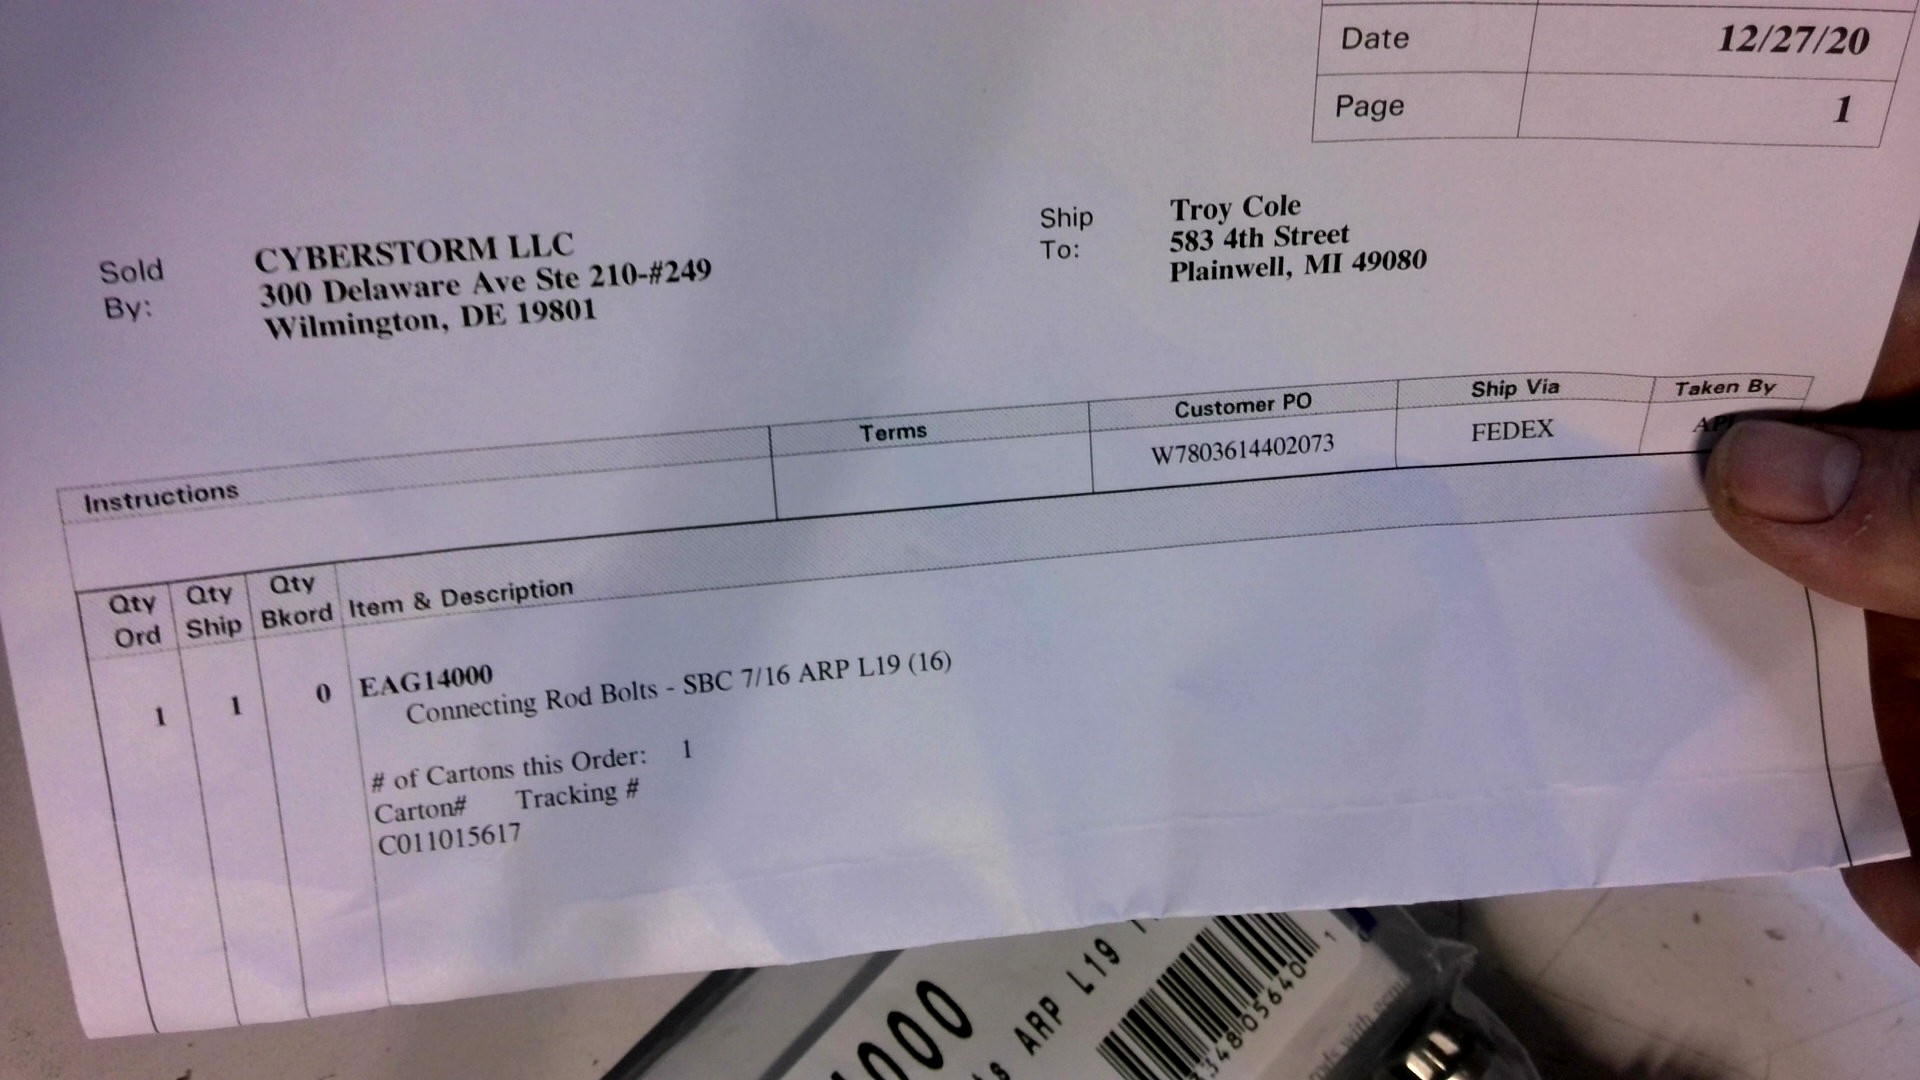 Date 12/27/20
Page 1
Sold By:
CYBERSTORM LLC
300 Delaware Ave Ste 210-#249
Wilmington, DE 19801
Ship To:
Troy Cole
583 4th Street
Plainwell, MI 49080
Instructions Terms Customer PO Ship Via Taken By
W7803614402073 FEDEX
Qty Ord Qty Ship Qty Bkord Item & Description
1 1 0 EAG14000
Connecting Rod Bolts - SBC 7/16 ARP L19 (16)
# of Cartons this Order: 1
Carton# Tracking #
C011015617
000
ARP L19
1